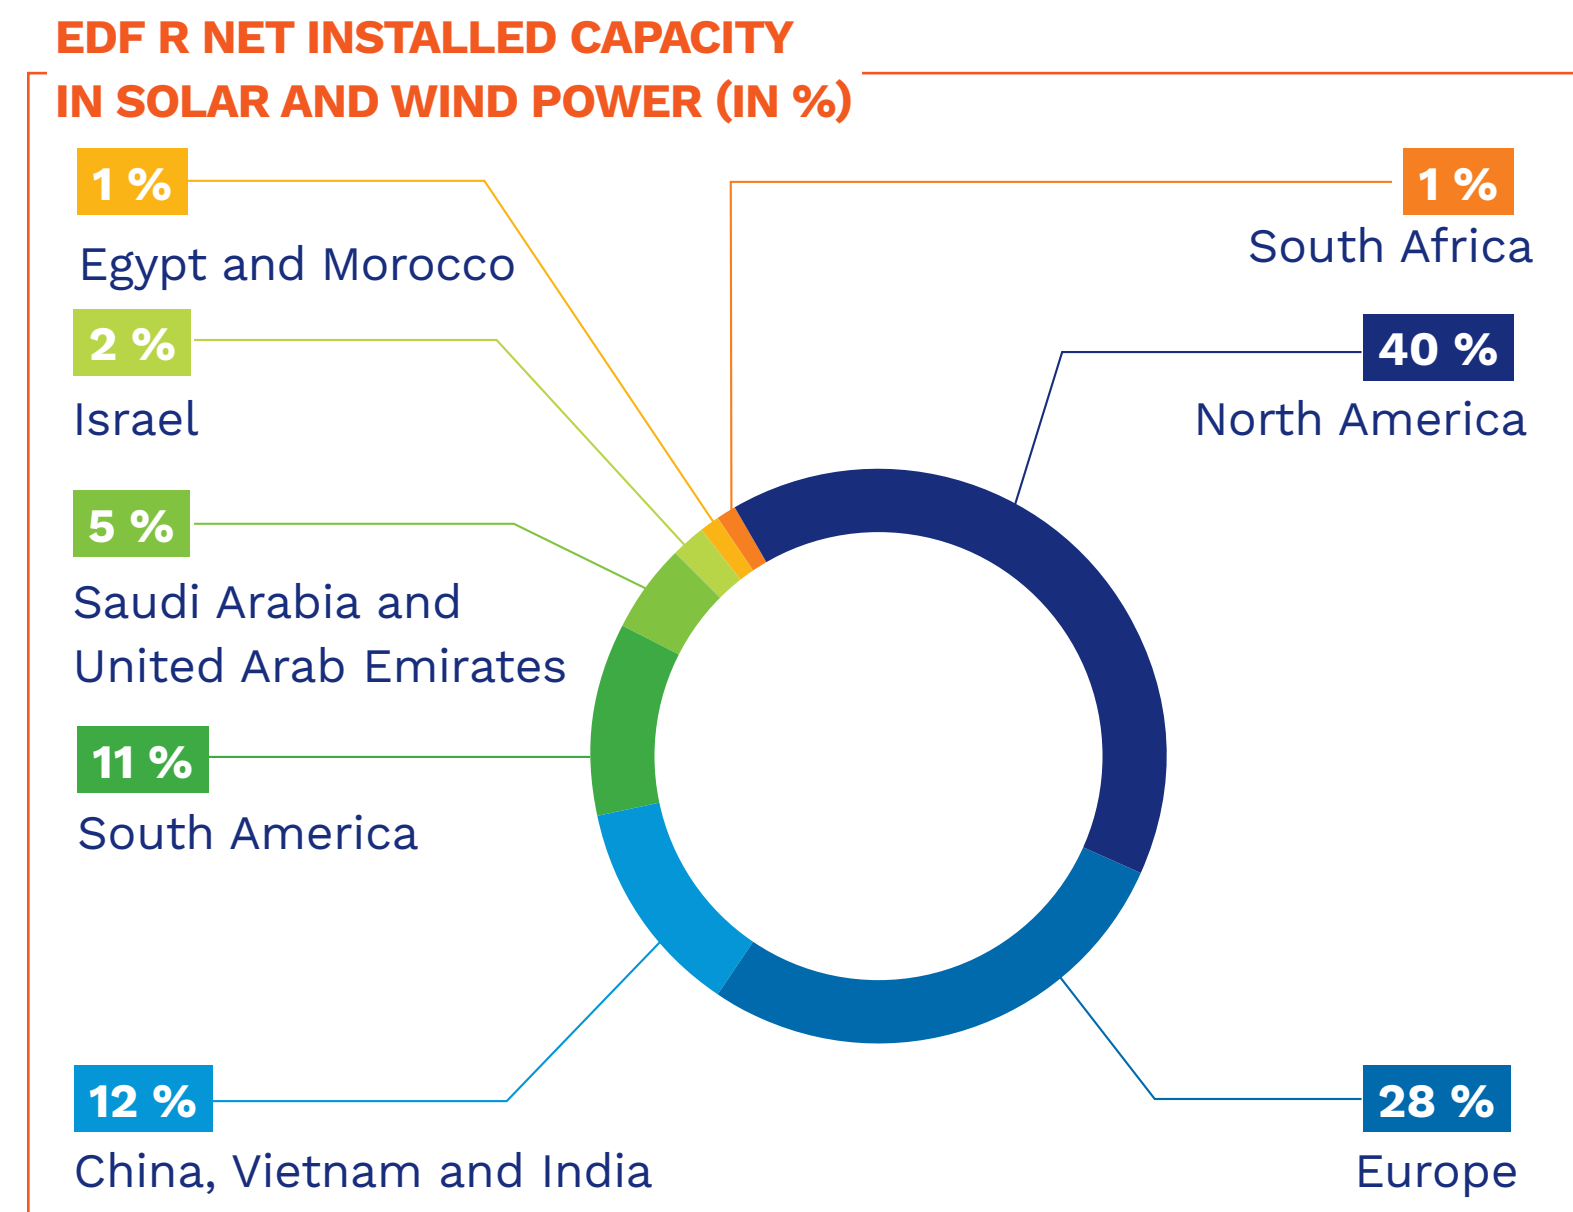 EDF R NET INSTALLED CAPACITY
IN SOLAR AND WIND POWER (IN %)
1 %
Egypt and Morocco
2 %
Israel
5 %
Saudi Arabia and
United Arab Emirates
11 %
South America
12 %
China, Vietnam and India
1 %
South Africa
40 %
North America
28 %
Europe